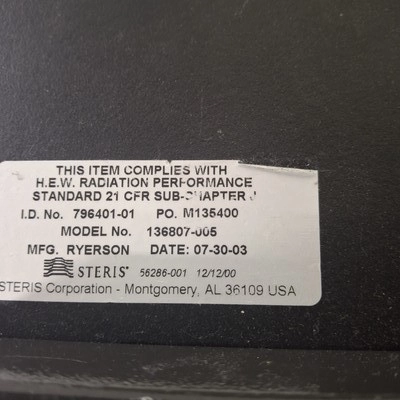 THIS ITEM COMPLIES WITH
H.E.W. RADIATION PERFORMANCE
STANDARD 21 CFR SUB-CHAPTER J
I.D. No. 796401-01 PO. M135400
MODEL No. 136807-005
MFG. RYERSON DATE: 07-30-03
STERIS® 56286-001 12/12/00
STERIS Corporation - Montgomery, AL 36109 USA